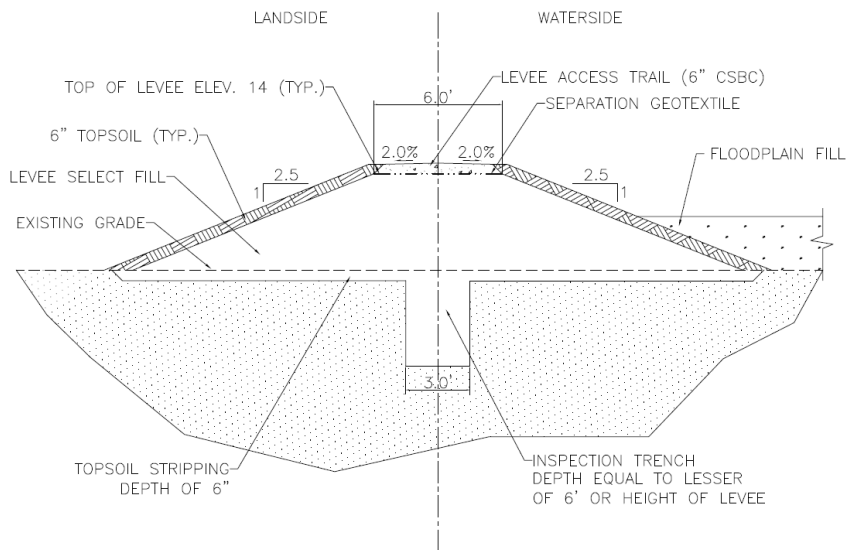 LANDSIDE
WATERSIDE
TOP OF LEVEE ELEV. 14 (TYP.)
LEVEE ACCESS TRAIL (6" CSBC)
6.0'
SEPARATION GEOTEXTILE
6" TOPSOIL (TYP.)
2.0%
2.0%
FLOODPLAIN FILL
LEVEE SELECT FILL
2.5
1
2.5
1
EXISTING GRADE
3.0'
TOPSOIL STRIPPING
DEPTH OF 6"
INSPECTION TRENCH
DEPTH EQUAL TO LESSER
OF 6' OR HEIGHT OF LEVEE